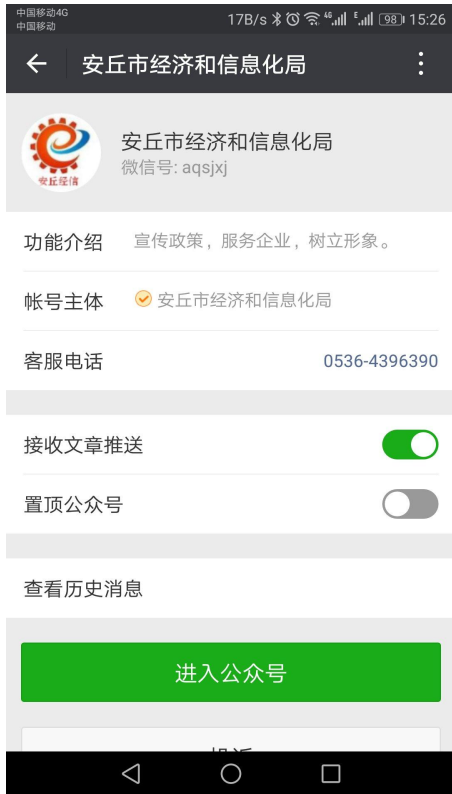 中国移动4G
中国移动
17B/s 4G E 98 15:26
安丘市经济和信息化局
安丘经信
安丘市经济和信息化局
微信号: aqsjxj
功能介绍 宣传政策，服务企业，树立形象。
帐号主体 安丘市经济和信息化局
客服电话 0536-4396390
接收文章推送
置顶公众号
查看历史消息
进入公众号